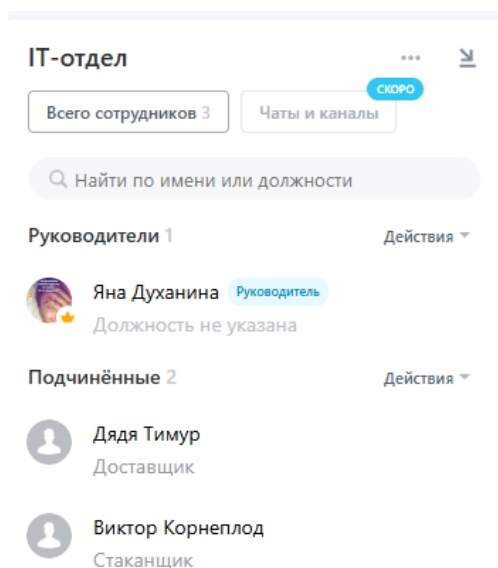 IT-отдел
СКОРО
Всего сотрудников 3
Чаты и каналы
Найти по имени или должности
Руководители 1
Действия
Яна Духанина Руководитель
Должность не указана
Подчинённые 2
Действия
Дядя Тимур
Доставщик
Виктор Корнеплод
Стаканщик